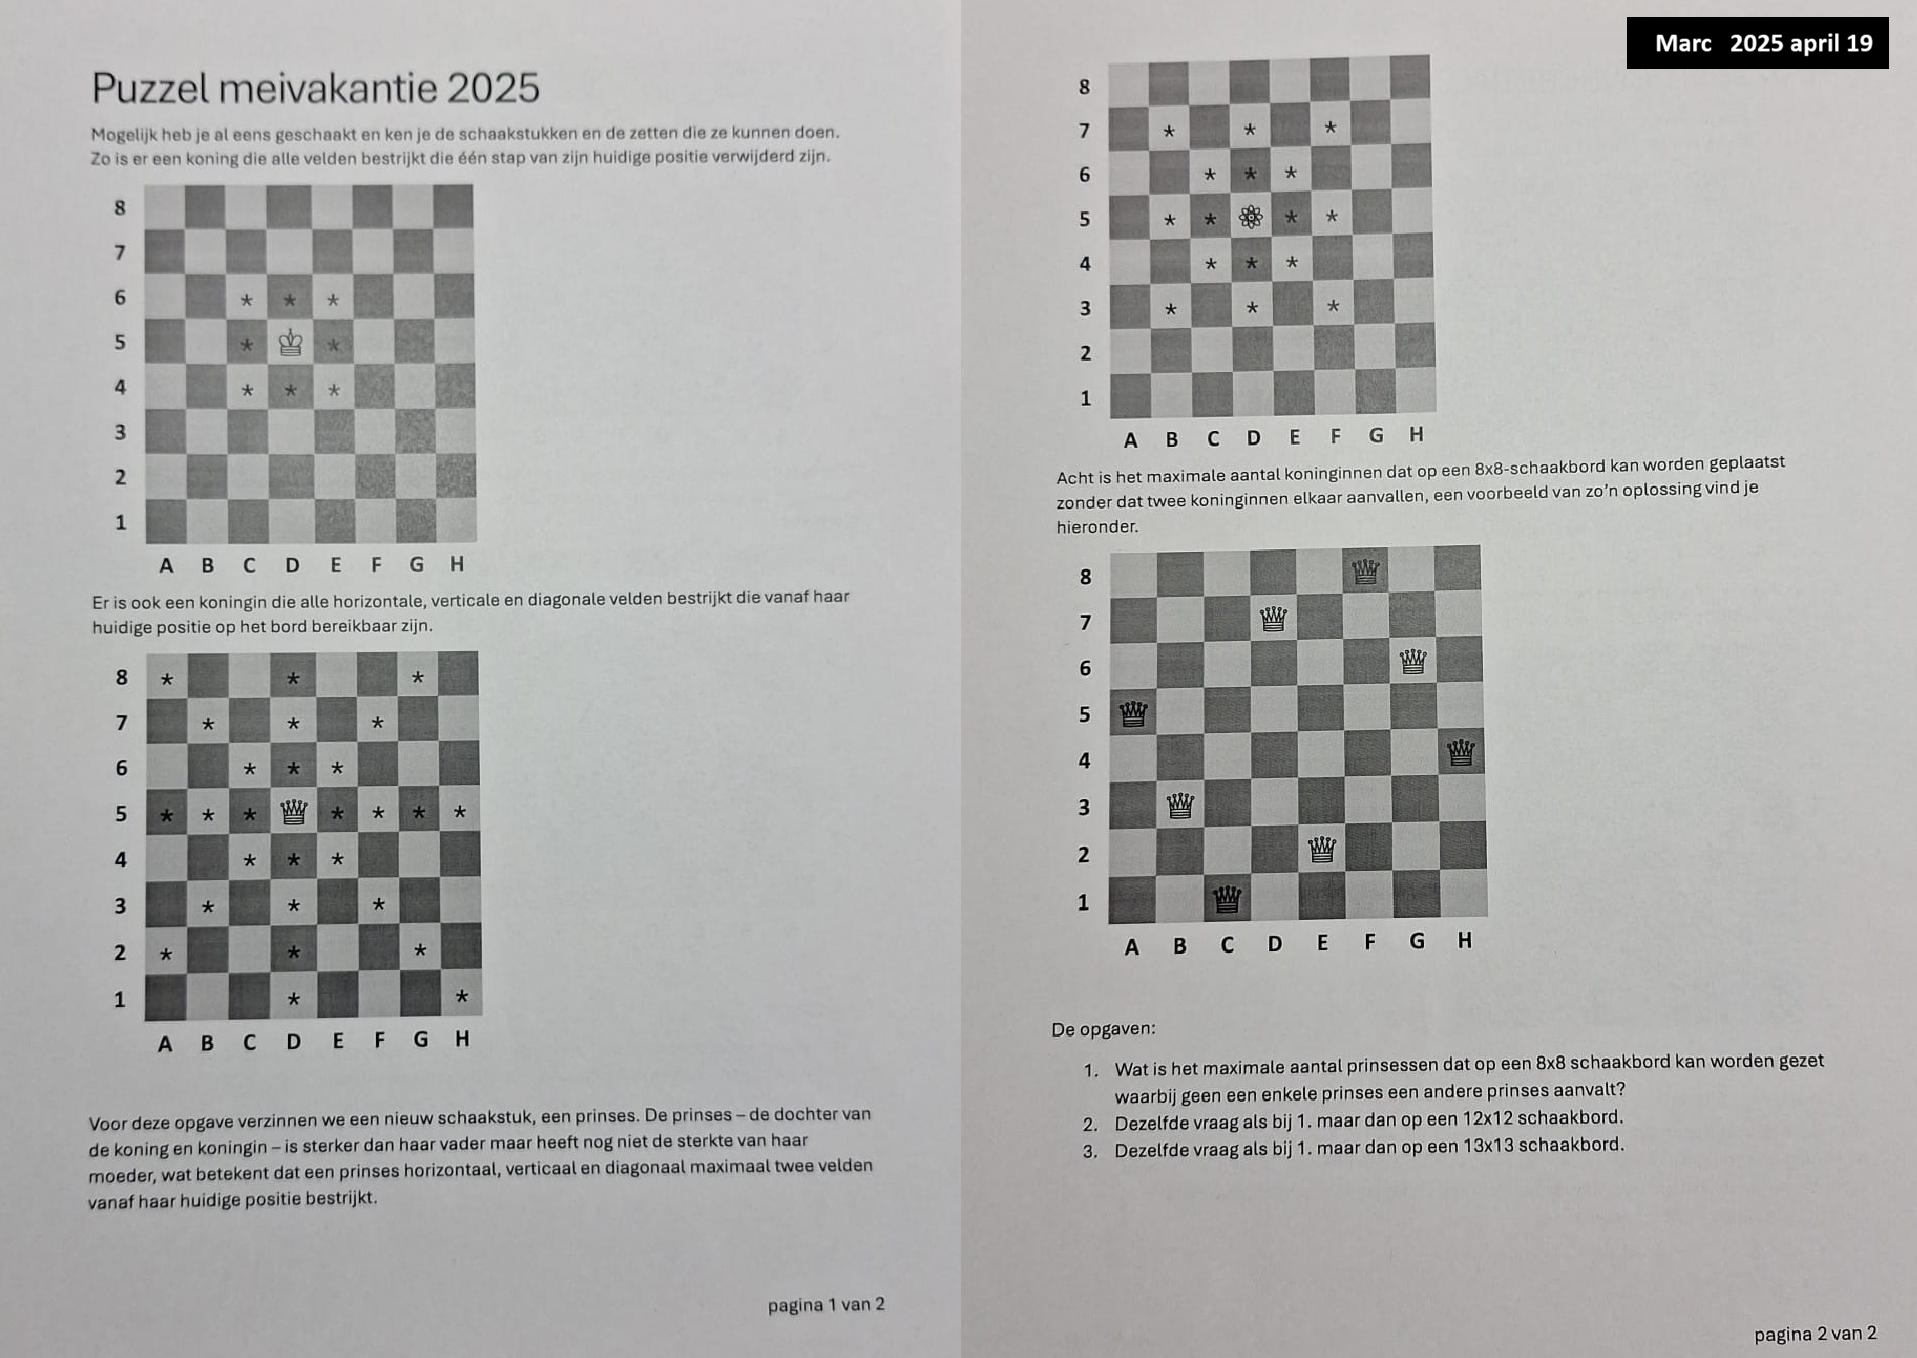 Puzzel meivakantie 2025
Mogelijk heb je al eens geschaakt en ken je de schaakstukken en de zetten die ze kunnen doen.
Zo is er een koning die alle velden bestrijkt die één stap van zijn huidige positie verwijderd zijn.
8
7
6 * * *
5 * *
4 * * *
3
2
1
A B C D E F G H
Er is ook een koningin die alle horizontale, verticale en diagonale velden bestrijkt die vanaf haar
huidige positie op het bord bereikbaar zijn.
8 * * *
7 * * *
6 * * *
5 * * * * * * *
4 * * *
3 * * *
2 * * *
1 * *
A B C D E F G H
Voor deze opgave verzinnen we een nieuw schaakstuk, een prinses. De prinses – de dochter van
de koning en koningin – is sterker dan haar vader maar heeft nog niet de sterkte van haar
moeder, wat betekent dat een prinses horizontaal, verticaal en diagonaal maximaal twee velden
vanaf haar huidige positie bestrijkt.
pagina 1 van 2
Marc 2025 april 19
8
7 * * *
6 * * *
5 * * * *
4 * * *
3 * * *
2
1
A B C D E F G H
Acht is het maximale aantal koninginnen dat op een 8x8-schaakbord kan worden geplaatst
zonder dat twee koninginnen elkaar aanvallen, een voorbeeld van zo'n oplossing vind je
hieronder.
8
7
6
5
4
3
2
1
A B C D E F G H
De opgaven:
1. Wat is het maximale aantal prinsessen dat op een 8x8 schaakbord kan worden gezet
waarbij geen een enkele prinses een andere prinses aanvalt?
2. Dezelfde vraag als bij 1. maar dan op een 12x12 schaakbord.
3. Dezelfde vraag als bij 1. maar dan op een 13x13 schaakbord.
pagina 2 van 2